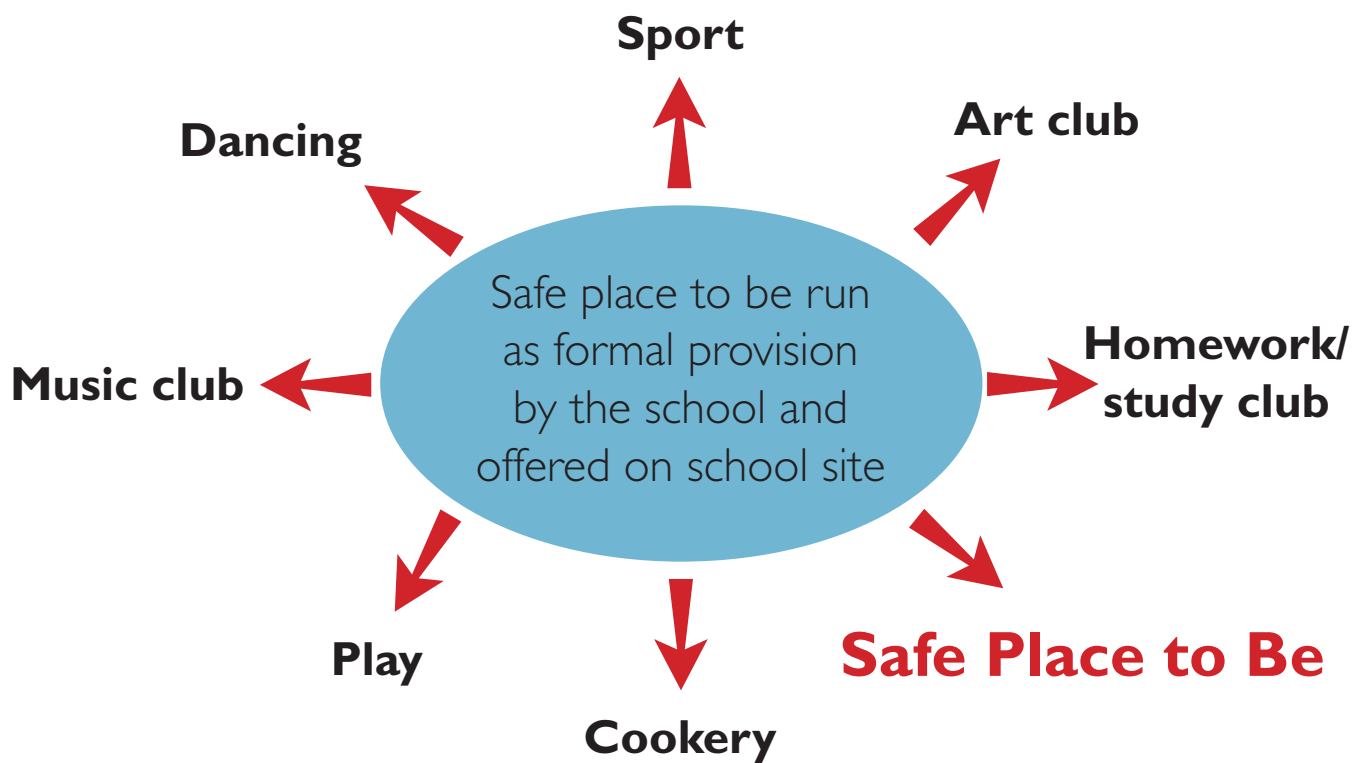 Sport
Art club
Dancing
Safe place to be run
as formal provision
by the school and
offered on school site
Homework/
study club
Music club
Play
Safe Place to Be
Cookery